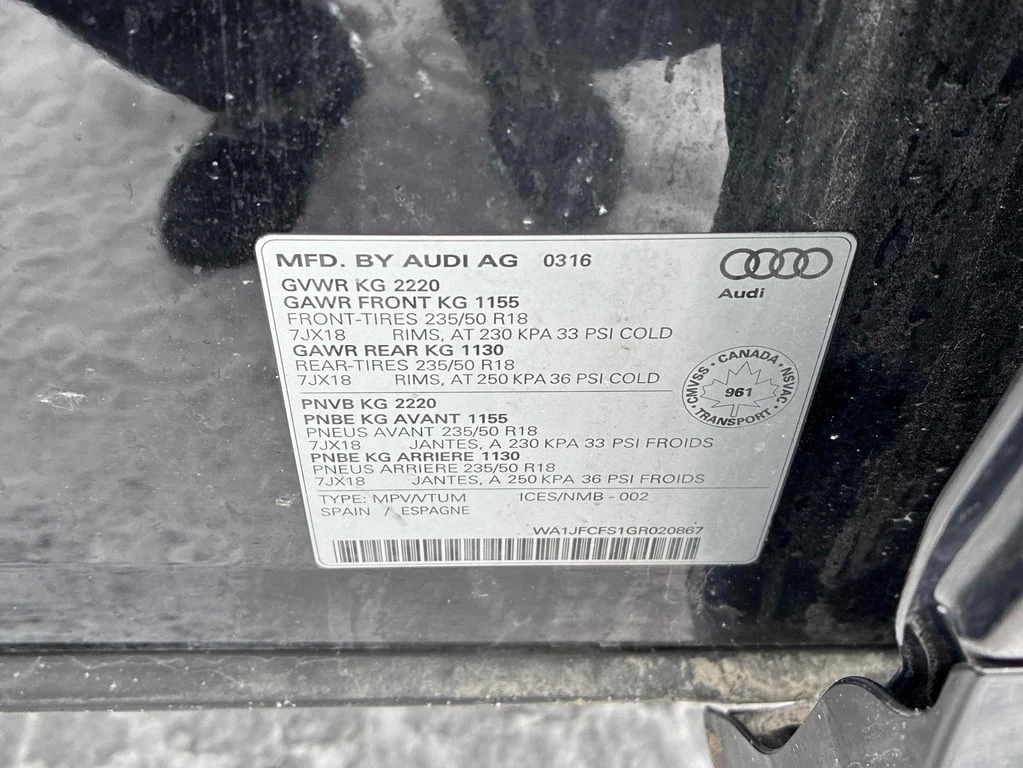 MFD. BY AUDI AG 0316
Audi
GVWR KG 2220
GAWR FRONT KG 1155
FRONT-TIRES 235/50 R18
7JX18 RIMS, AT 230 KPA 33 PSI COLD
GAWR REAR KG 1130
REAR-TIRES 235/50 R18
7JX18 RIMS, AT 250 KPA 36 PSI COLD
CMVSS • CANADA • NSVAC
961
• TRANSPORT •
PNVB KG 2220
PNBE KG AVANT 1155
PNEUS AVANT 235/50 R18
7JX18 JANTES, A 230 KPA 33 PSI FROIDS
PNBE KG ARRIERE 1130
PNEUS ARRIERE 235/50 R18
7JX18 JANTES, A 250 KPA 36 PSI FROIDS
TYPE: MPV/VTUM ICES/NMB - 002
SPAIN / ESPAGNE
WA1JFCFS1GR020867